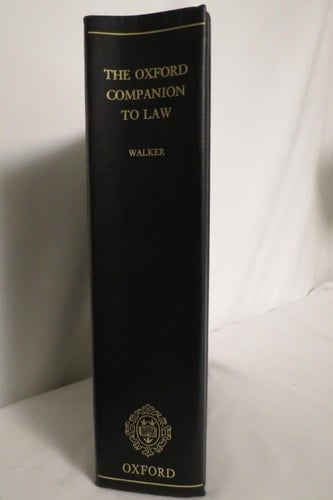 THE OXFORD
COMPANION
TO LAW
WALKER
OXFORD